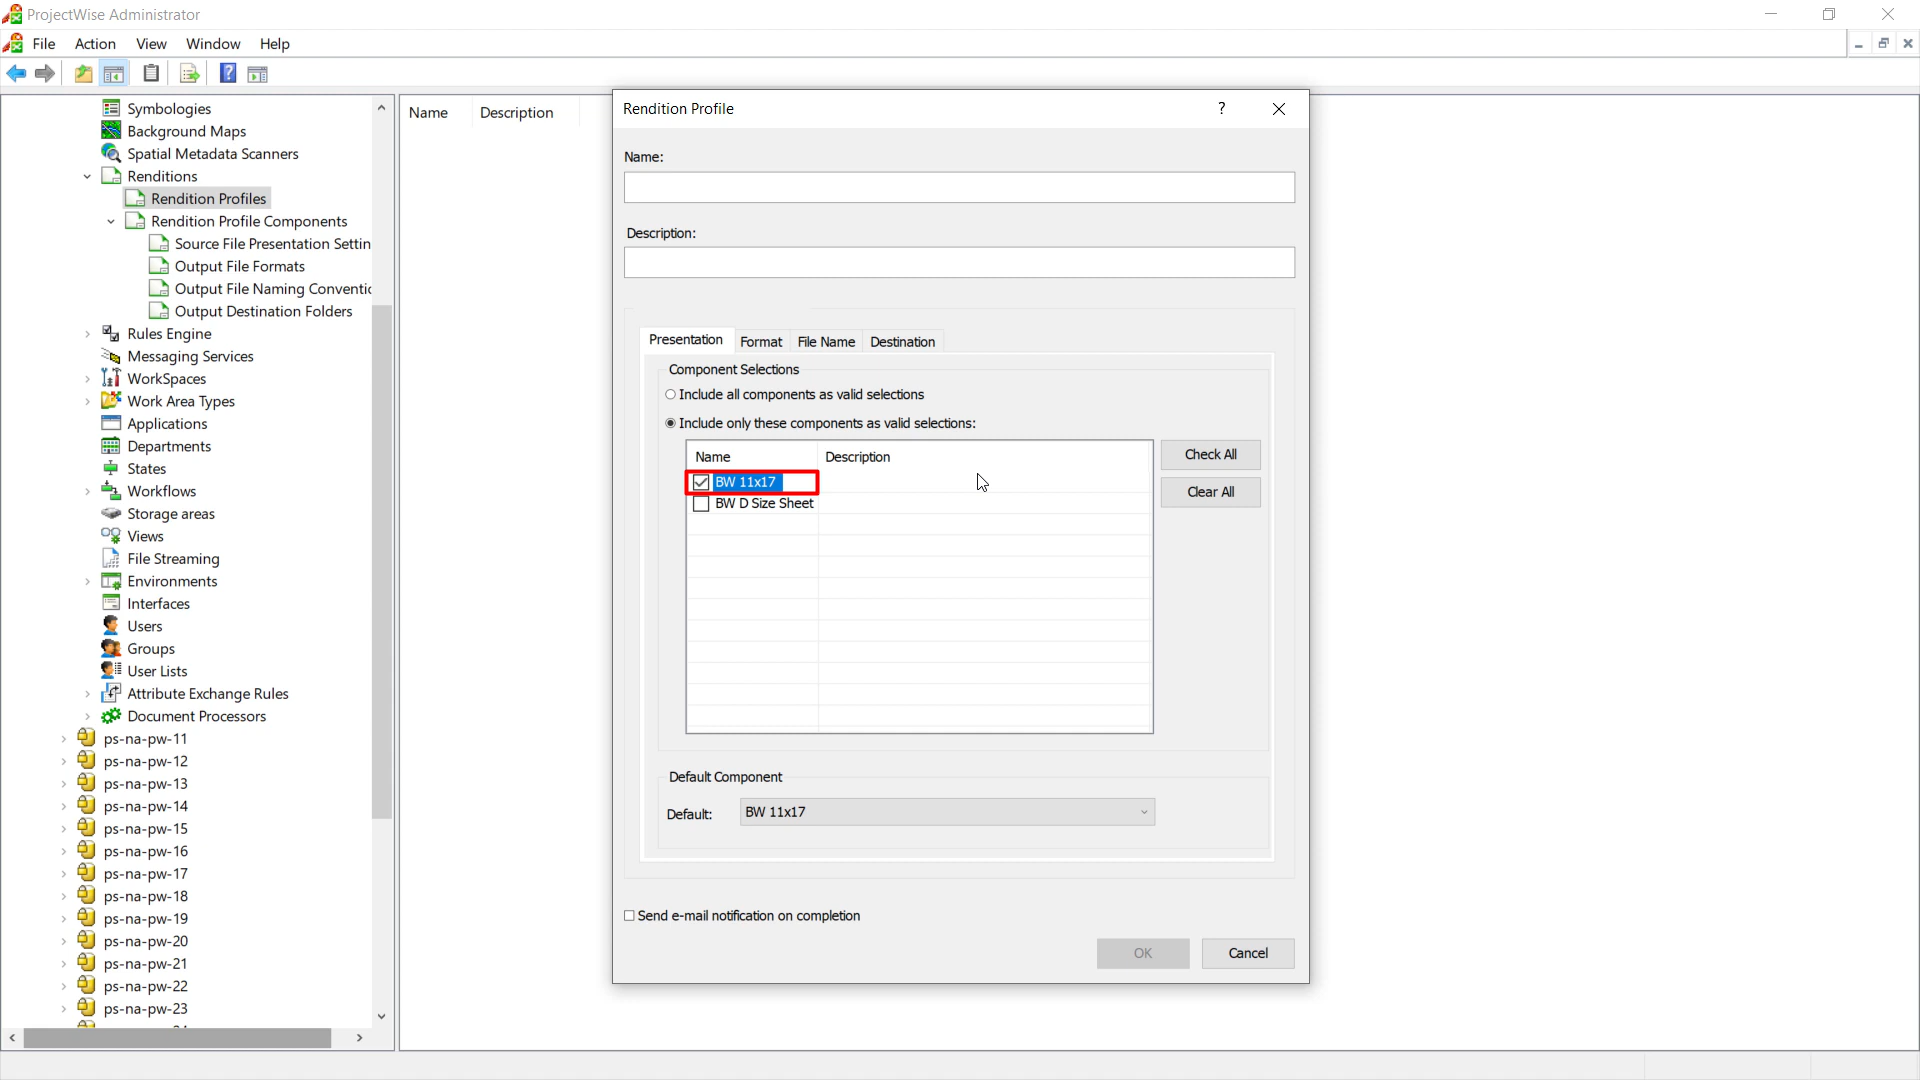 ProjectWise Administrator
File Action View Window Help
Symbologies
Background Maps
Spatial Metadata Scanners
Renditions
Rendition Profiles
Rendition Profile Components
Source File Presentation Settin
Output File Formats
Output File Naming Conventic
Output Destination Folders
Rules Engine
Messaging Services
WorkSpaces
Work Area Types
Applications
Departments
States
Workflows
Storage areas
Views
File Streaming
Environments
Interfaces
Users
Groups
User Lists
Attribute Exchange Rules
Document Processors
ps-na-pw-11
ps-na-pw-12
ps-na-pw-13
ps-na-pw-14
ps-na-pw-15
ps-na-pw-16
ps-na-pw-17
ps-na-pw-18
ps-na-pw-19
ps-na-pw-20
ps-na-pw-21
ps-na-pw-22
ps-na-pw-23
Name Description
Rendition Profile
Name:
Description:
Presentation Format File Name Destination
Component Selections
Include all components as valid selections
Include only these components as valid selections:
Name Description
BW 11x17
BW D Size Sheet
Check All
Clear All
Default Component
Default: BW 11x17
Send e-mail notification on completion
OK Cancel